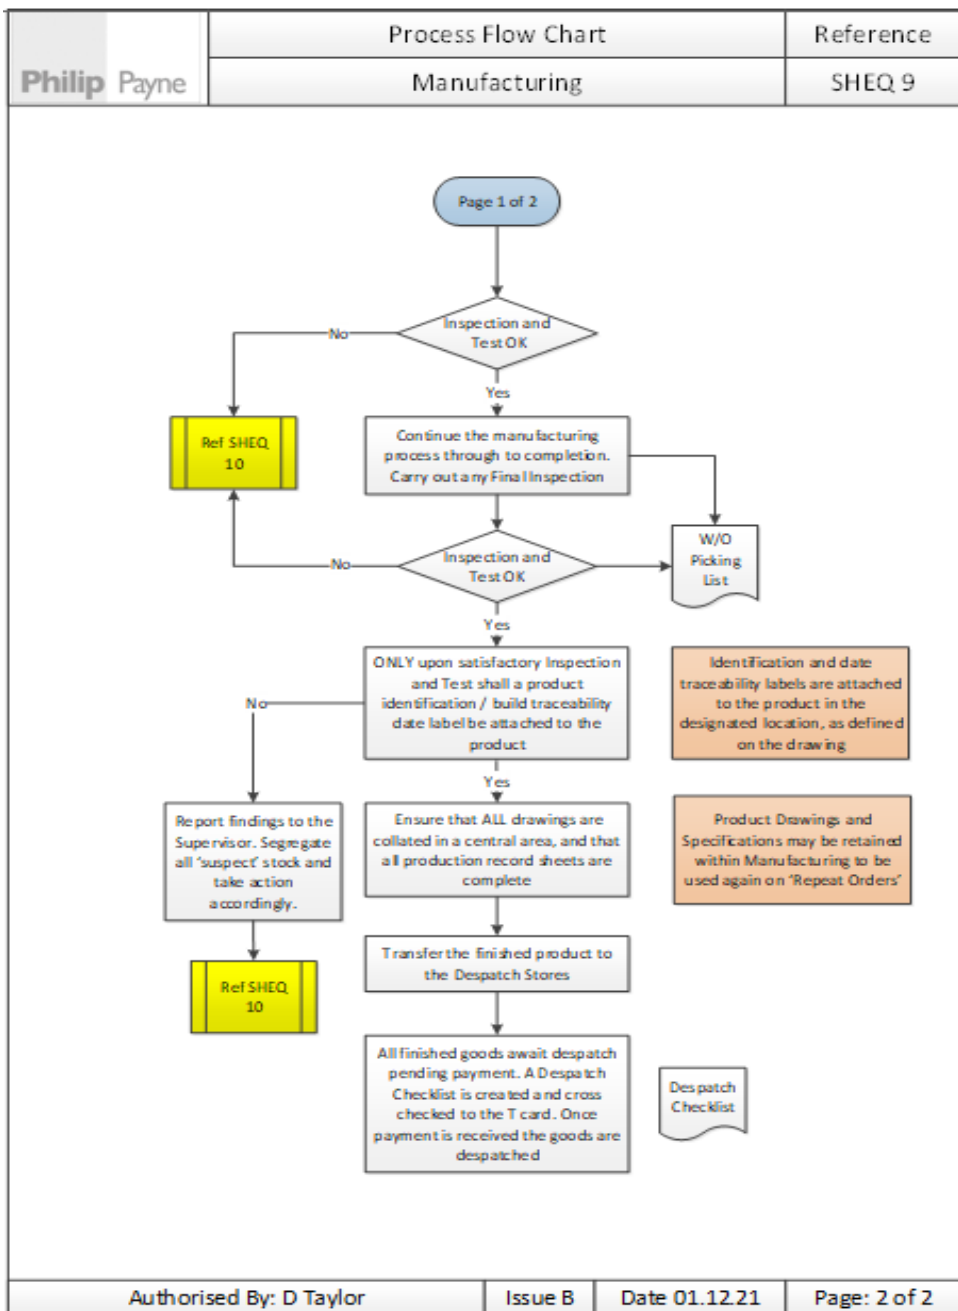 Process Flow Chart
Reference
Philip Payne
Manufacturing
SHEQ 9
Page 1 of 2
Inspection and
Test OK
No
Yes
Ref SHEQ
10
Continue the manufacturing
process through to completion.
Carry out any Final Inspection
W/O
Picking
List
Inspection and
Test OK
No
Yes
ONLY upon satisfactory Inspection
and Test shall a product
identification / build traceability
date label be attached to the
product
Identification and date
traceability labels are attached
to the product in the
designated location, as defined
on the drawing
No
Yes
Report findings to the
Supervisor. Segregate
all 'suspect' stock and
take action
accordingly.
Ensure that ALL drawings are
collated in a central area, and that
all production record sheets are
complete
Product Drawings and
Specifications may be retained
within Manufacturing to be
used again on 'Repeat Orders'
Transfer the finished product to
the Despatch Stores
Ref SHEQ
10
All finished goods await despatch
pending payment. A Despatch
Checklist is created and cross
checked to the T card. Once
payment is received the goods are
despatched
Despatch
Checklist
Authorised By: D Taylor
Issue B
Date 01.12.21
Page: 2 of 2